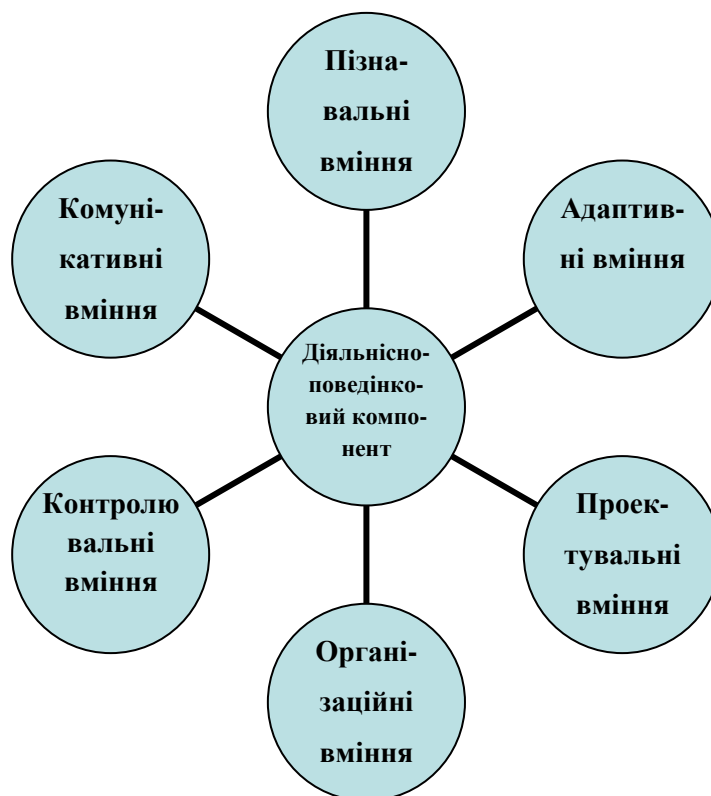 Пізна-
вальні
вміння
Комуні-
кативні
вміння
Адаптив-
ні вміння
Діяльнісно-
поведінко-
вий компо-
нент
Контролю
вальні
вміння
Проек-
тувальні
вміння
Органі-
заційні
вміння